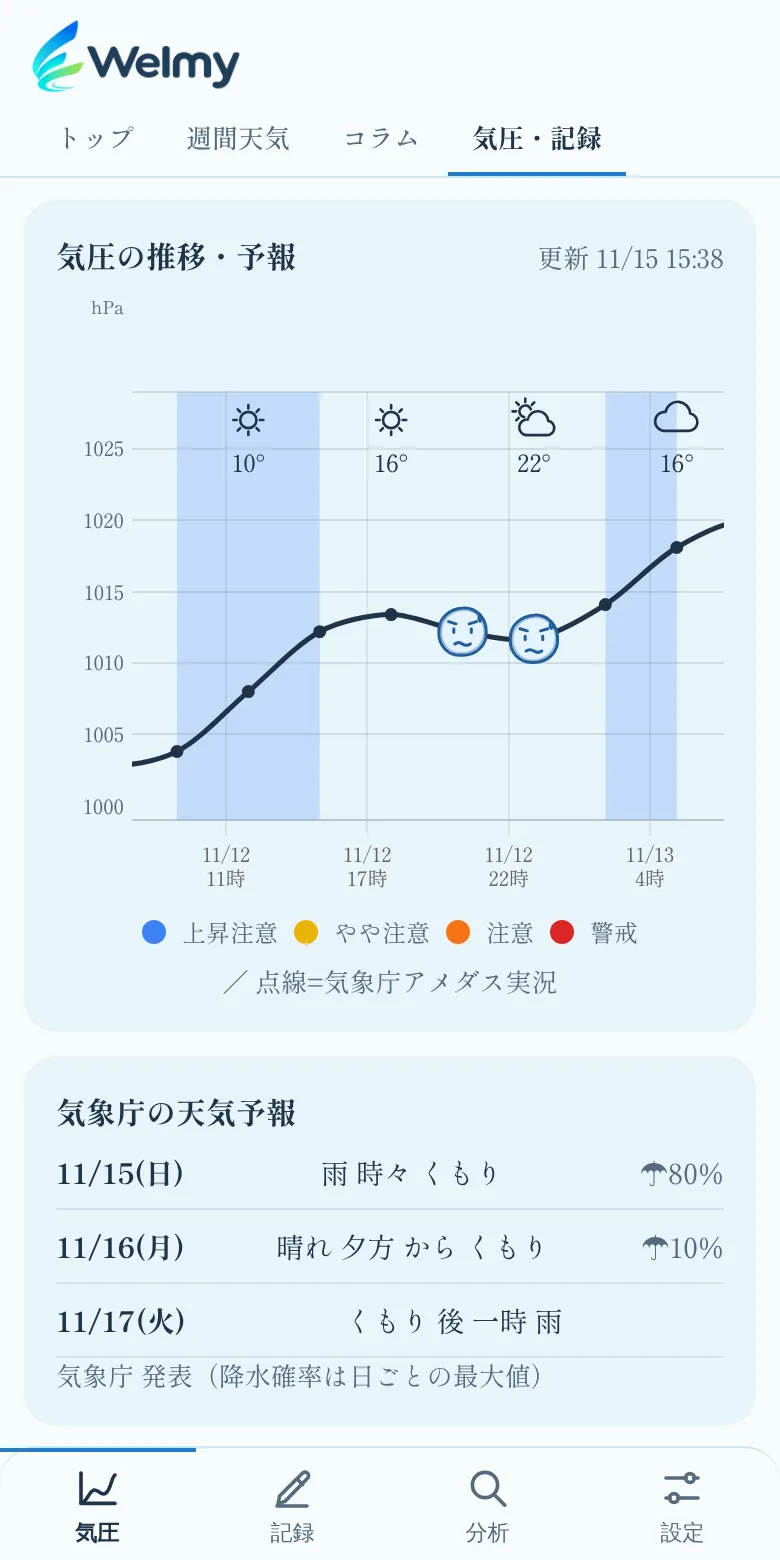 Welmy
トップ 週間天気 コラム 気圧・記録
気圧の推移・予報 更新 11/15 15:38
hPa
10° 16° 22° 16°
1025
1020
1015
1010
1005
1000
11/12 11/12 11/12 11/13
11時 17時 22時 4時
上昇注意 やや注意 注意 警戒
／ 点線=気象庁アメダス実況
気象庁の天気予報
11/15(日) 雨 時々 くもり ☂80%
11/16(月) 晴れ 夕方 から くもり ☂10%
11/17(火) くもり 後 一時 雨
気象庁 発表（降水確率は日ごとの最大値）
気圧 記録 分析 設定